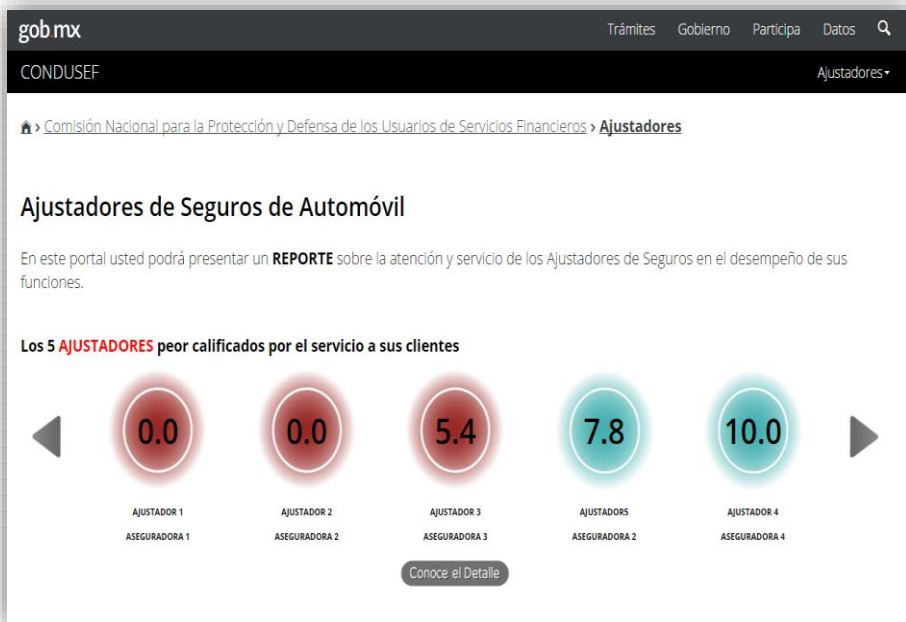 gob.mx Trámites Gobierno Participa Datos
CONDUSEF Ajustadores
› Comisión Nacional para la Protección y Defensa de los Usuarios de Servicios Financieros › Ajustadores
Ajustadores de Seguros de Automóvil
En este portal usted podrá presentar un REPORTE sobre la atención y servicio de los Ajustadores de Seguros en el desempeño de sus
funciones.
Los 5 AJUSTADORES peor calificados por el servicio a sus clientes
0.0 0.0 5.4 7.8 10.0
AJUSTADOR 1 AJUSTADOR 2 AJUSTADOR 3 AJUSTADOR5 AJUSTADOR 4
ASEGURADORA 1 ASEGURADORA 2 ASEGURADORA 3 ASEGURADORA 2 ASEGURADORA 4
Conoce el Detalle